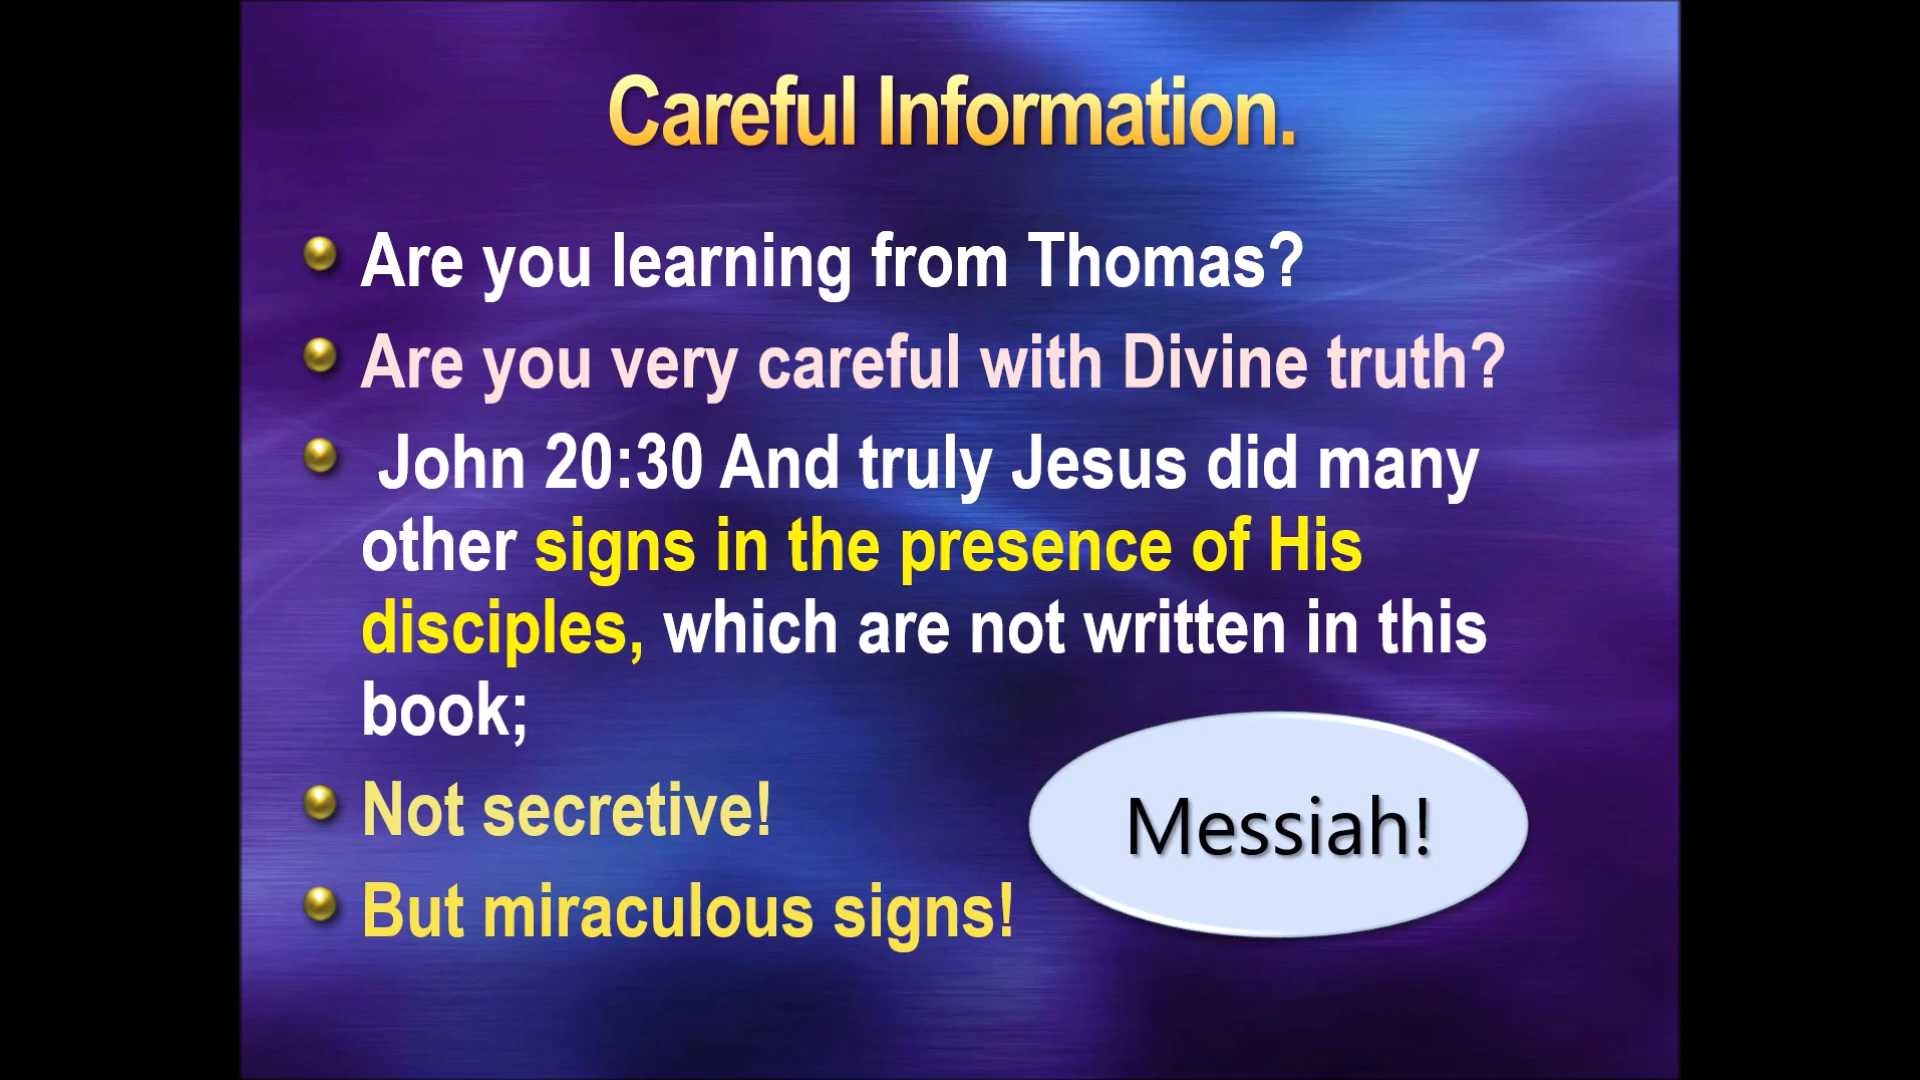 Careful Information.
Are you learning from Thomas?
Are you very careful with Divine truth?
John 20:30 And truly Jesus did many
other signs in the presence of His
disciples, which are not written in this
book;
Not secretive!
But miraculous signs!
Messiah!